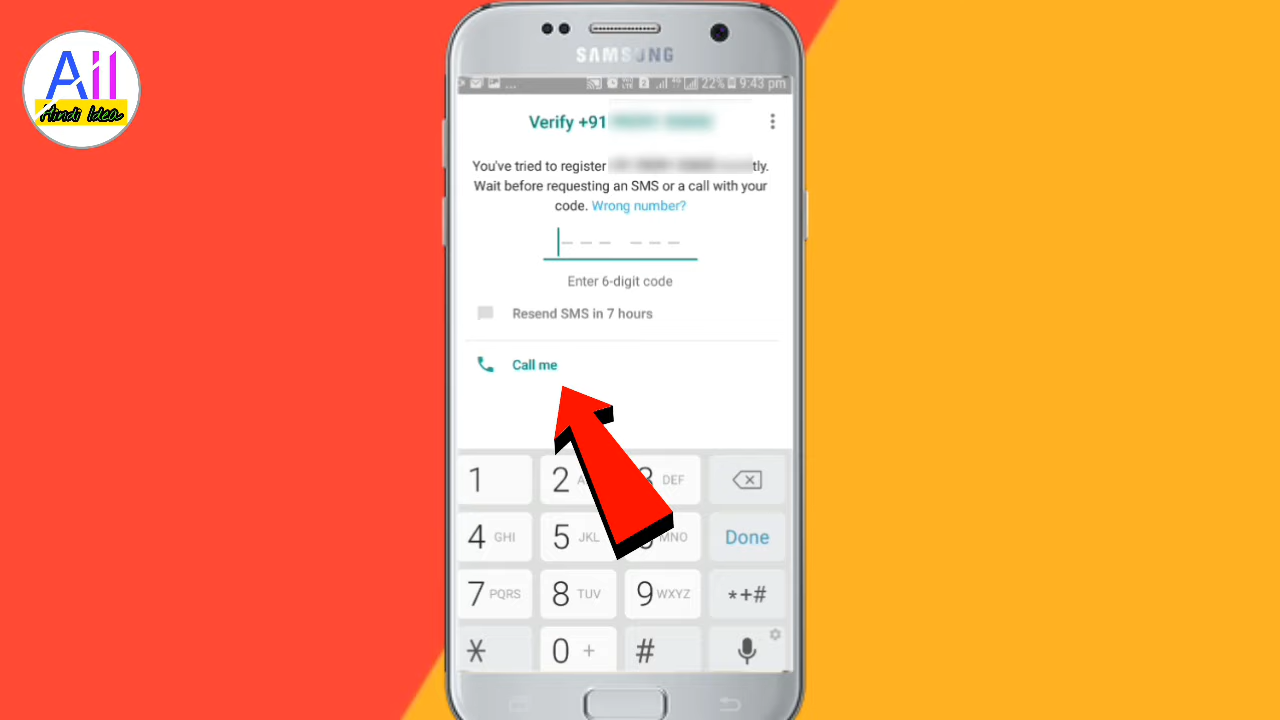 Ail
Hindi Idea
SAMSUNG
... 22% 9:43 pm
Verify +91
You've tried to register tly.
Wait before requesting an SMS or a call with your
code. Wrong number?
Enter 6-digit code
Resend SMS in 7 hours
Call me
1 2 DEF
4 GHI 5 JKL MNO Done
7 PQRS 8 TUV 9 WXYZ *+#
* 0 + #